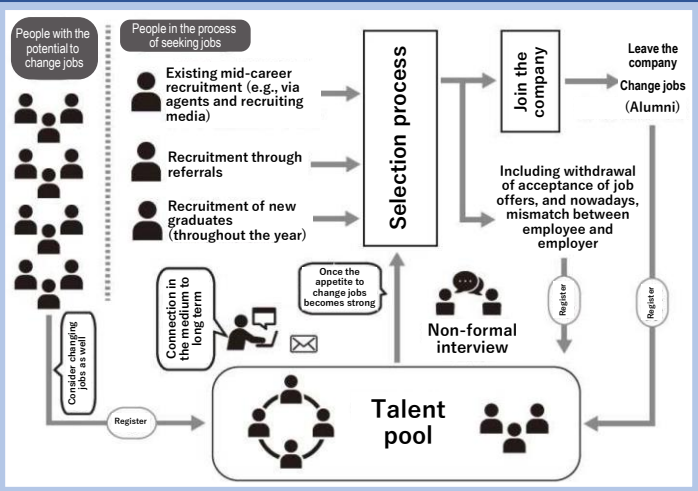 People with the
potential to
change jobs
People in the process
of seeking jobs
Existing mid-career
recruitment (e.g., via
agents and recruiting
media)
Recruitment through
referrals
Recruitment of new
graduates
(throughout the year)
Selection process
Join the
company
Leave the
company
Change jobs
(Alumni)
Including withdrawal
of acceptance of job
offers, and nowadays,
mismatch between
employee and
employer
Register
Register
Consider changing
jobs as well
Connection in
the medium to
long term
Once the
appetite to
change jobs
becomes strong
Non-formal
interview
Register
Talent
pool